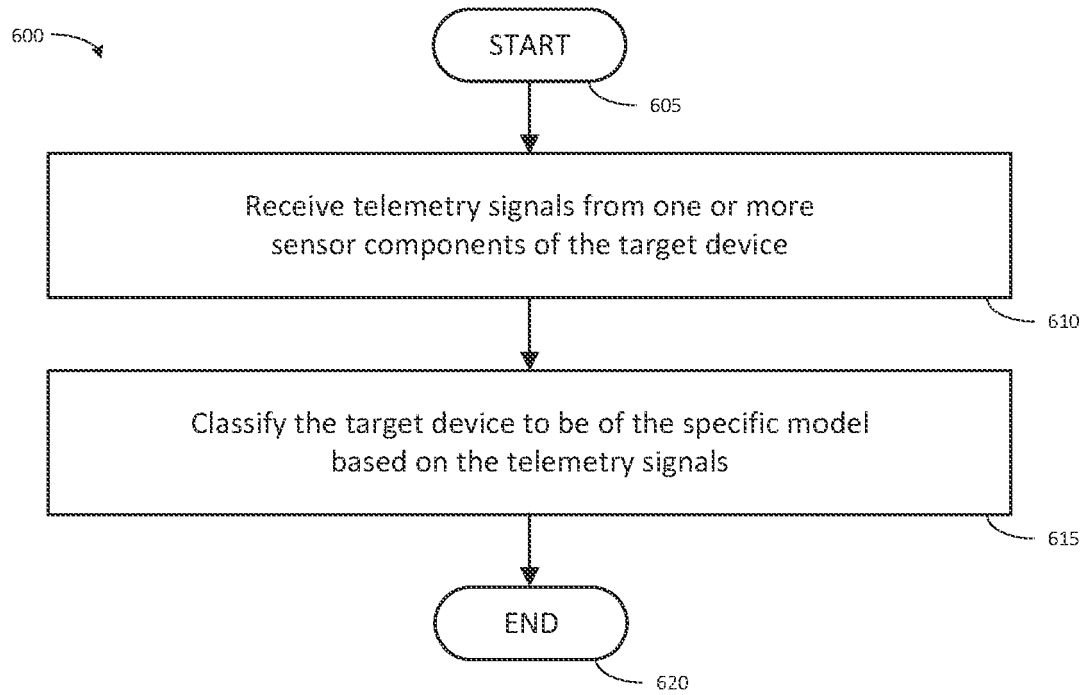 600
START
605
Receive telemetry signals from one or more
sensor components of the target device
610
Classify the target device to be of the specific model
based on the telemetry signals
615
END
620